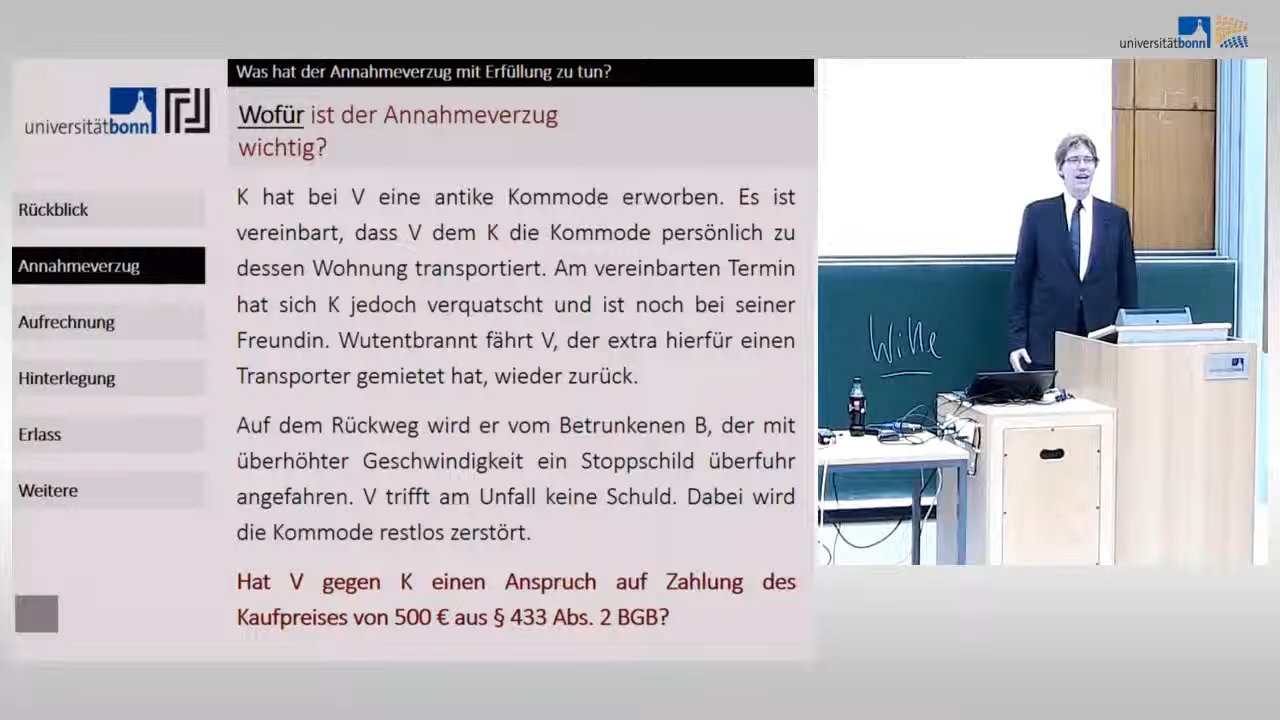 universitätbonn
universitätbonn
Rückblick
Annahmeverzug
Aufrechnung
Hinterlegung
Erlass
Weitere
Was hat der Annahmeverzug mit Erfüllung zu tun?
Wofür ist der Annahmeverzug
wichtig?
K hat bei V eine antike Kommode erworben. Es ist
vereinbart, dass V dem K die Kommode persönlich zu
dessen Wohnung transportiert. Am vereinbarten Termin
hat sich K jedoch verquatscht und ist noch bei seiner
Freundin. Wutentbrannt fährt V, der extra hierfür einen
Transporter gemietet hat, wieder zurück.
Auf dem Rückweg wird er vom Betrunkenen B, der mit
überhöhter Geschwindigkeit ein Stoppschild überfuhr
angefahren. V trifft am Unfall keine Schuld. Dabei wird
die Kommode restlos zerstört.
Hat V gegen K einen Anspruch auf Zahlung des
Kaufpreises von 500 € aus § 433 Abs. 2 BGB?
Wille